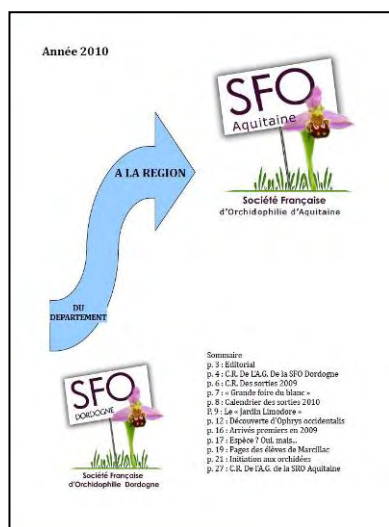 Année 2010
SFO
Aquitaine
A LA REGION
Société Française
d'Orchidophilie d'Aquitaine
DU
DEPARTEMENT
SFO
DORDOGNE
Société Française
d'Orchidophilie Dordogne
Sommaire
p. 3 : Editorial
p. 4 : C.R. De L'A.G. De la SFO Dordogne
p. 6 : C.R. Des sorties 2009
p. 7 : « Grande foire du blanc »
p. 8 : Calendrier des sorties 2010
P. 9 : Le « Jardin Limodore »
p. 12 : Découverte d'Ophrys occidentalis
p. 16 : Arrivés premiers en 2009
p. 17 : Espèce ? Oui, mais...
p. 19 : Pages des élèves de Marcillac
p. 21 : Initiation aux orchidées
p. 27 : C.R. De l'A.G. de la SRO Aquitaine